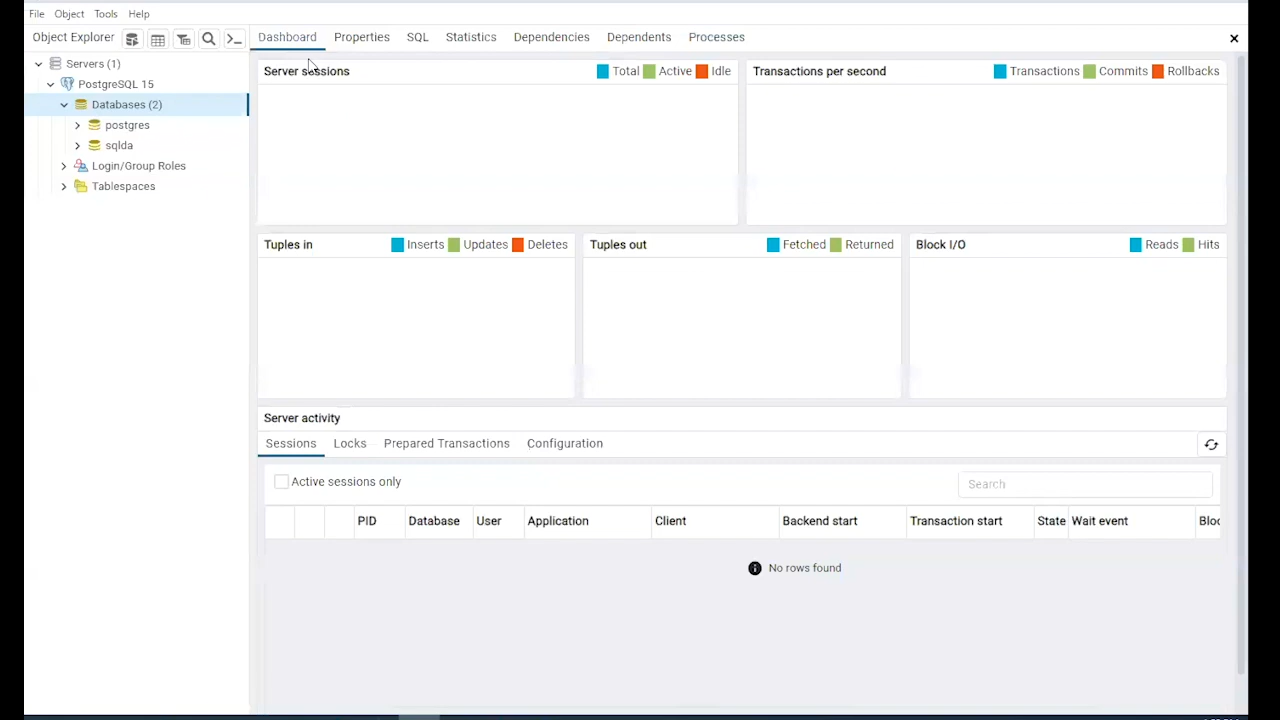 File Object Tools Help
Object Explorer
Dashboard Properties SQL Statistics Dependencies Dependents Processes
Servers (1)
PostgreSQL 15
Databases (2)
postgres
sqlda
Login/Group Roles
Tablespaces
Server sessions Total Active Idle
Transactions per second Transactions Commits Rollbacks
Tuples in Inserts Updates Deletes
Tuples out Fetched Returned
Block I/O Reads Hits
Server activity
Sessions Locks Prepared Transactions Configuration
Active sessions only Search
PID Database User Application Client Backend start Transaction start State Wait event Bloc
No rows found